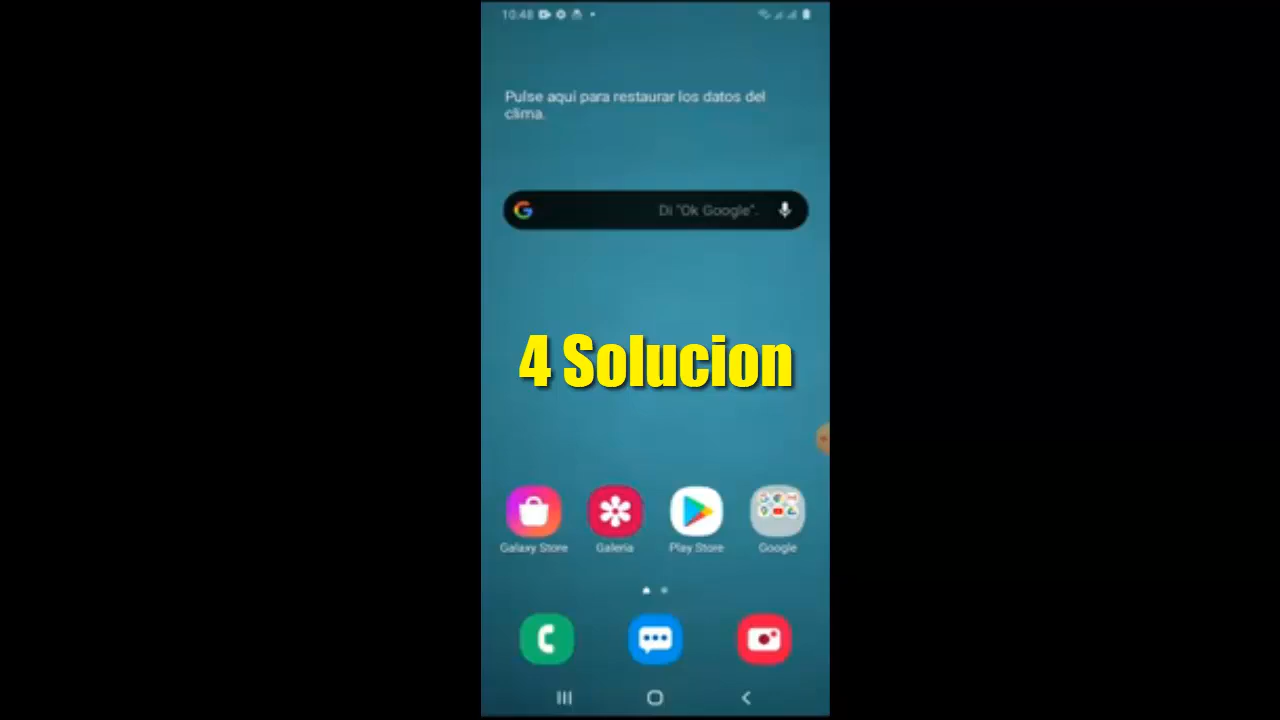 10:48
Pulse aquí para restaurar los datos del
clima.
Di "Ok Google".
4 Solucion
Galaxy Store
Galería
Play Store
Google